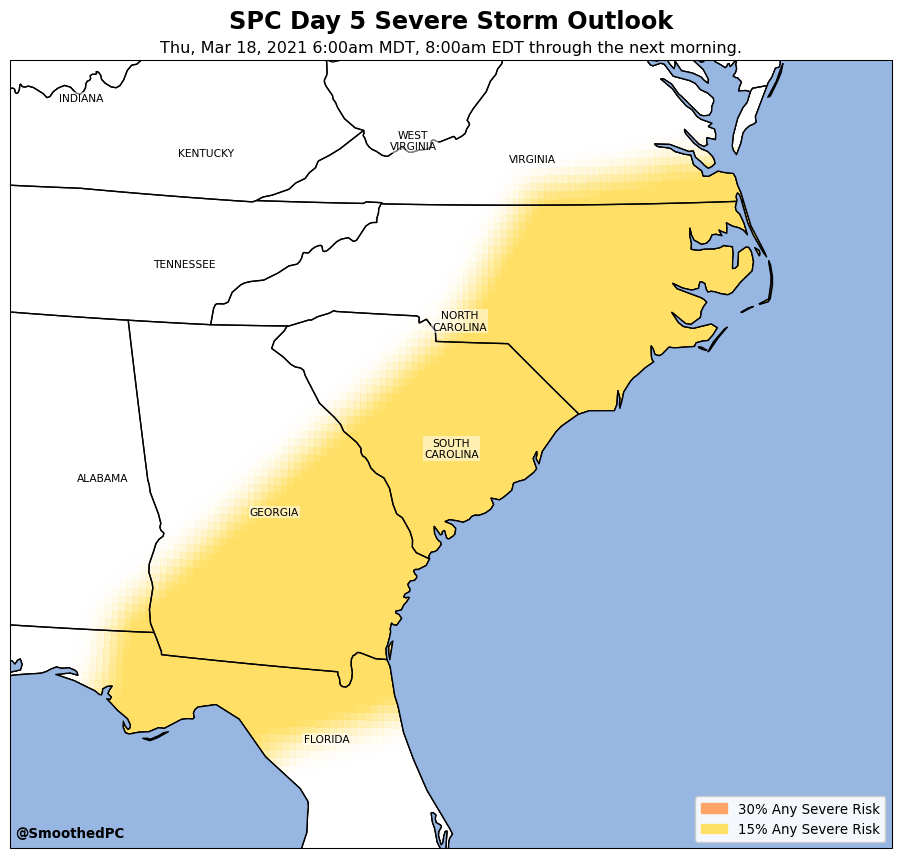 SPC Day 5 Severe Storm Outlook
Thu, Mar 18, 2021 6:00am MDT, 8:00am EDT through the next morning.
INDIANA
WEST
VIRGINIA
KENTUCKY
VIRGINIA
TENNESSEE
NORTH
CAROLINA
SOUTH
CAROLINA
ALABAMA
GEORGIA
FLORIDA
30% Any Severe Risk
15% Any Severe Risk
@SmoothedPC